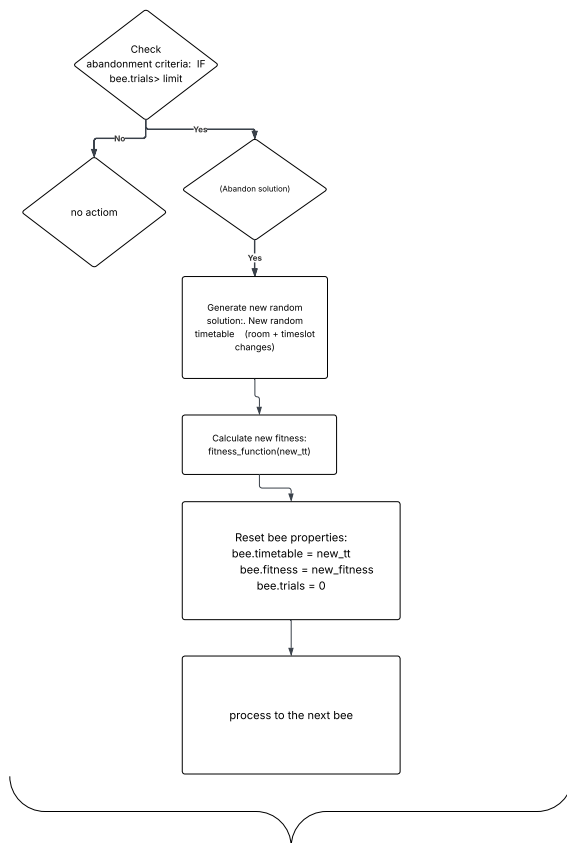 Check
abandonment criteria:  IF
bee.trials> limit
No
Yes
no actiom
(Abandon solution)
Yes
Generate new random
solution:. New random
timetable    (room + timeslot
changes)
Calculate new fitness:
fitness_function(new_tt)
Reset bee properties:
bee.timetable = new_tt
bee.fitness = new_fitness
bee.trials = 0
process to the next bee